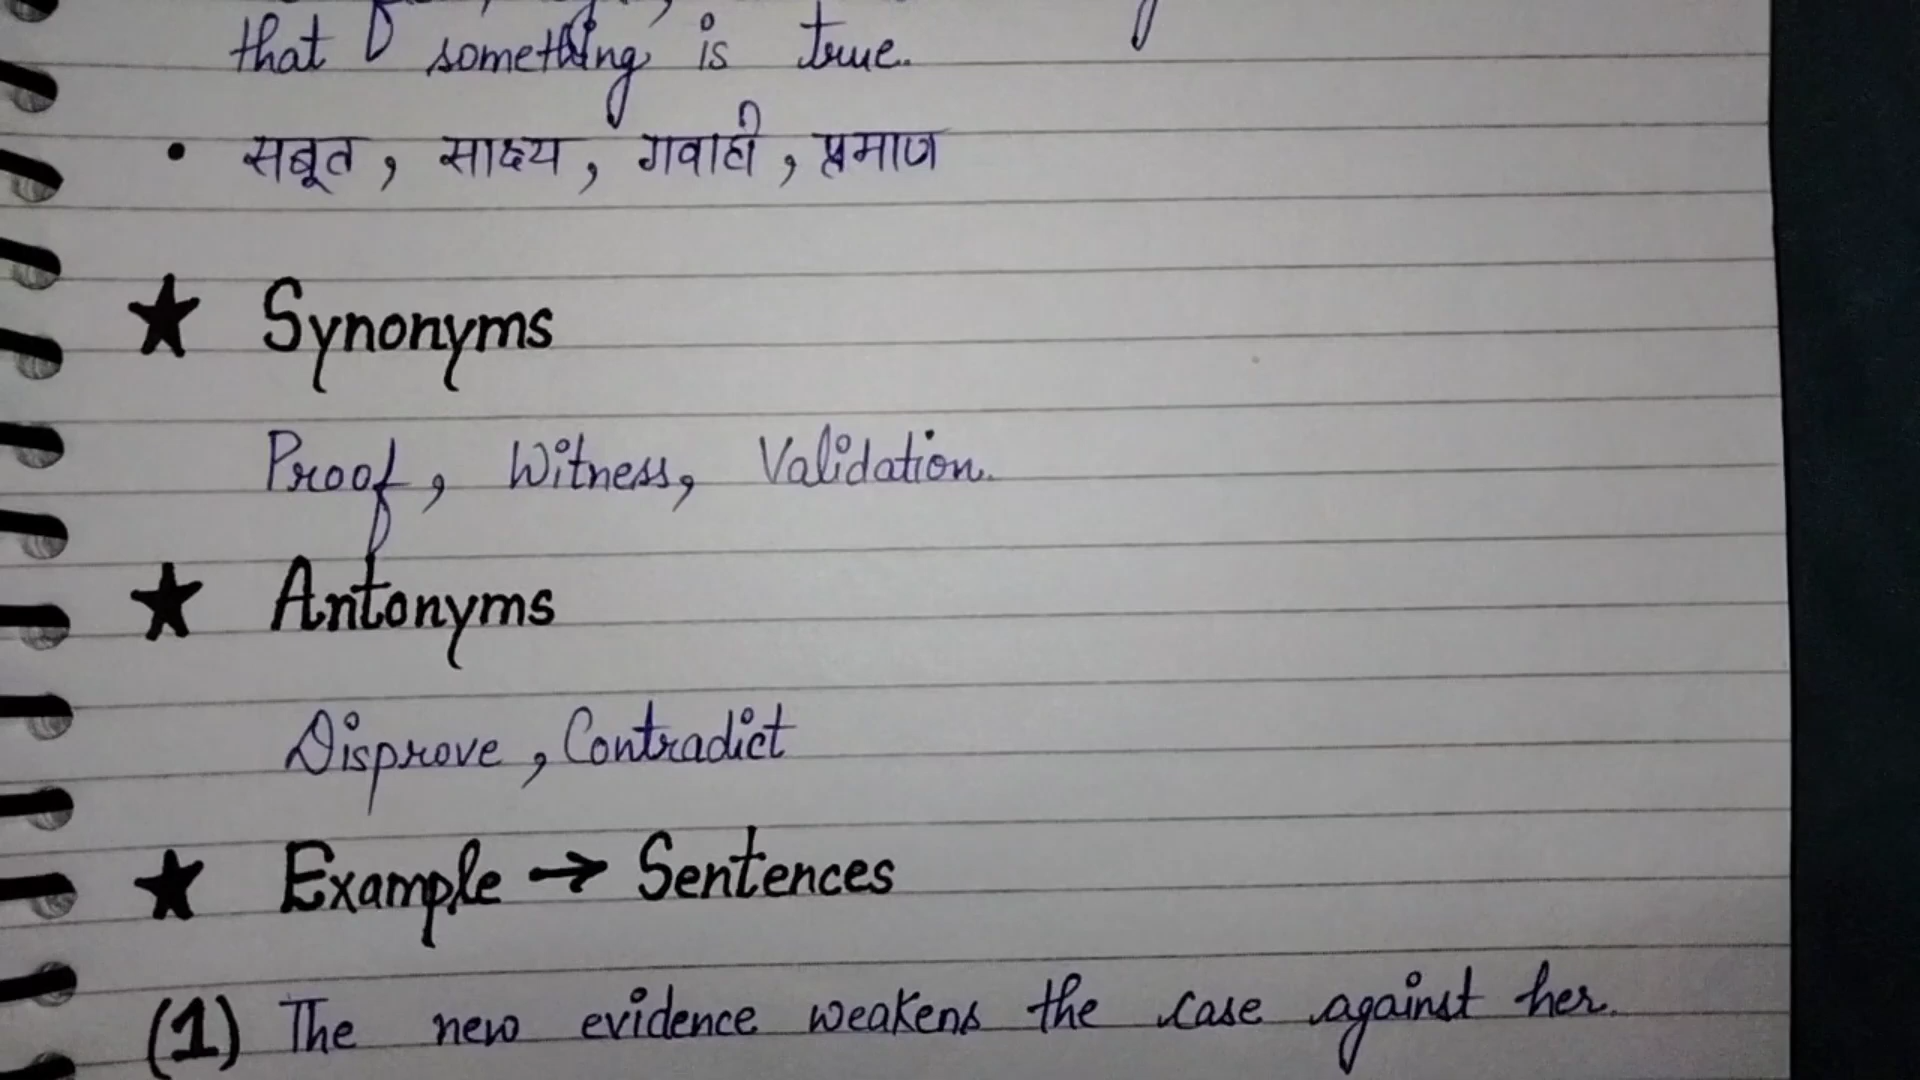 that something is true.
• सबूत, साक्ष्य, गवाही, प्रमाण
★ Synonyms
Proof, Witness, Validation.
★ Antonyms
Disprove, Contradict
★ Example → Sentences
(1) The new evidence weakens the case against her.